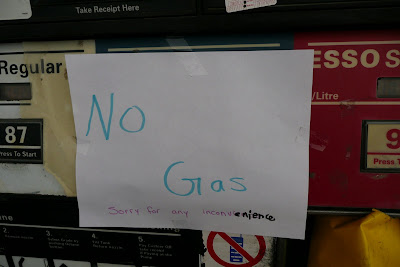 Take Receipt Here
Regular
ESSO S
/Litre
No
87
Press To Start
9
Press T
Gas
Sorry for any inconvenience